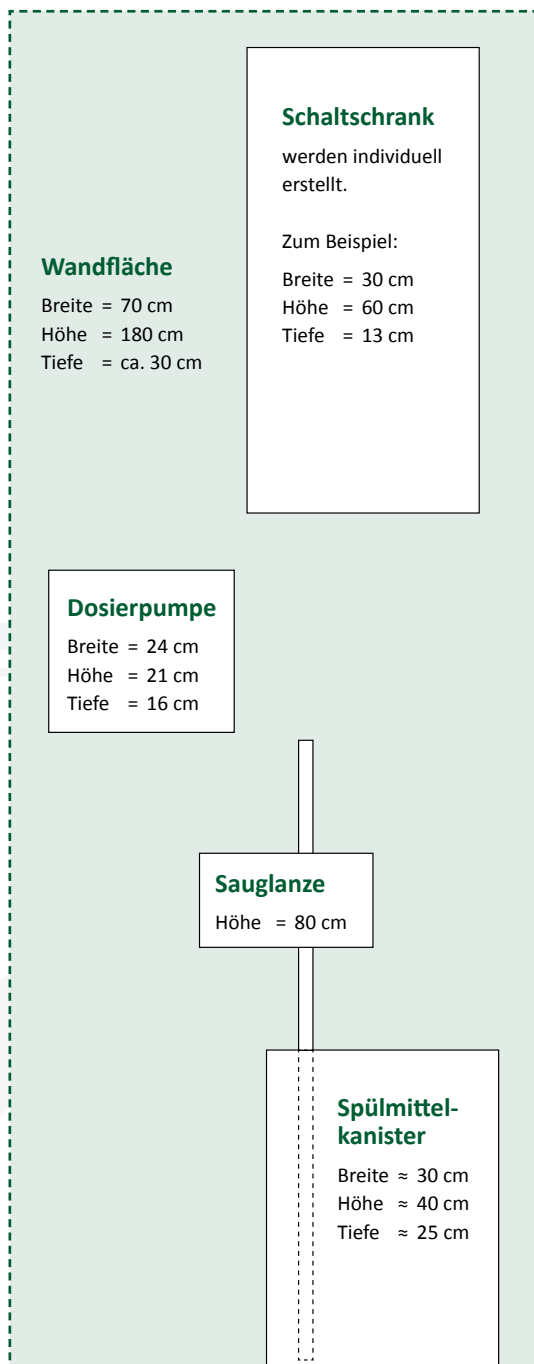 Schaltschrank
werden individuell
erstellt.
Zum Beispiel:
Breite = 30 cm
Höhe = 60 cm
Tiefe = 13 cm
Wandfläche
Breite = 70 cm
Höhe = 180 cm
Tiefe = ca. 30 cm
Dosierpumpe
Breite = 24 cm
Höhe = 21 cm
Tiefe = 16 cm
Sauglanze
Höhe = 80 cm
Spülmittel-
kanister
Breite ≈ 30 cm
Höhe ≈ 40 cm
Tiefe ≈ 25 cm